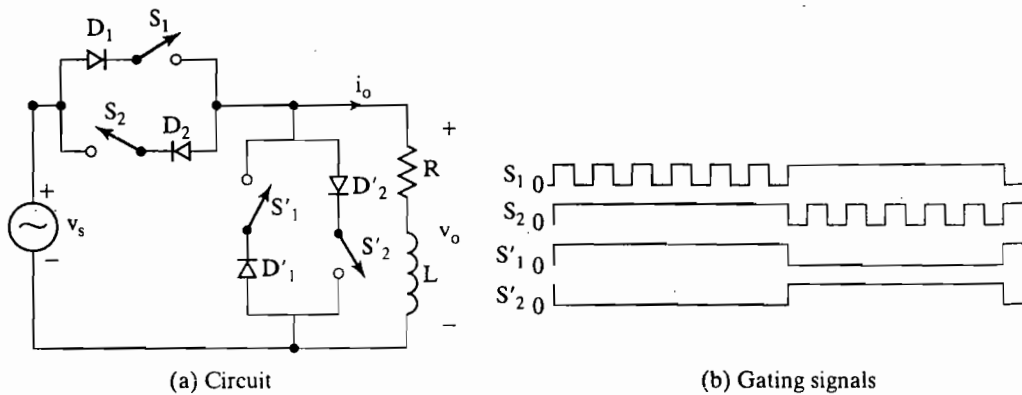 D₁
S₁
S₂
D₂
iₒ
+
R
D'₂
S'₁
S'₂
vₒ
+
vₛ
−
D'₁
L
−
(a) Circuit
S₁ 0
S₂ 0
S'₁ 0
S'₂ 0
(b) Gating signals